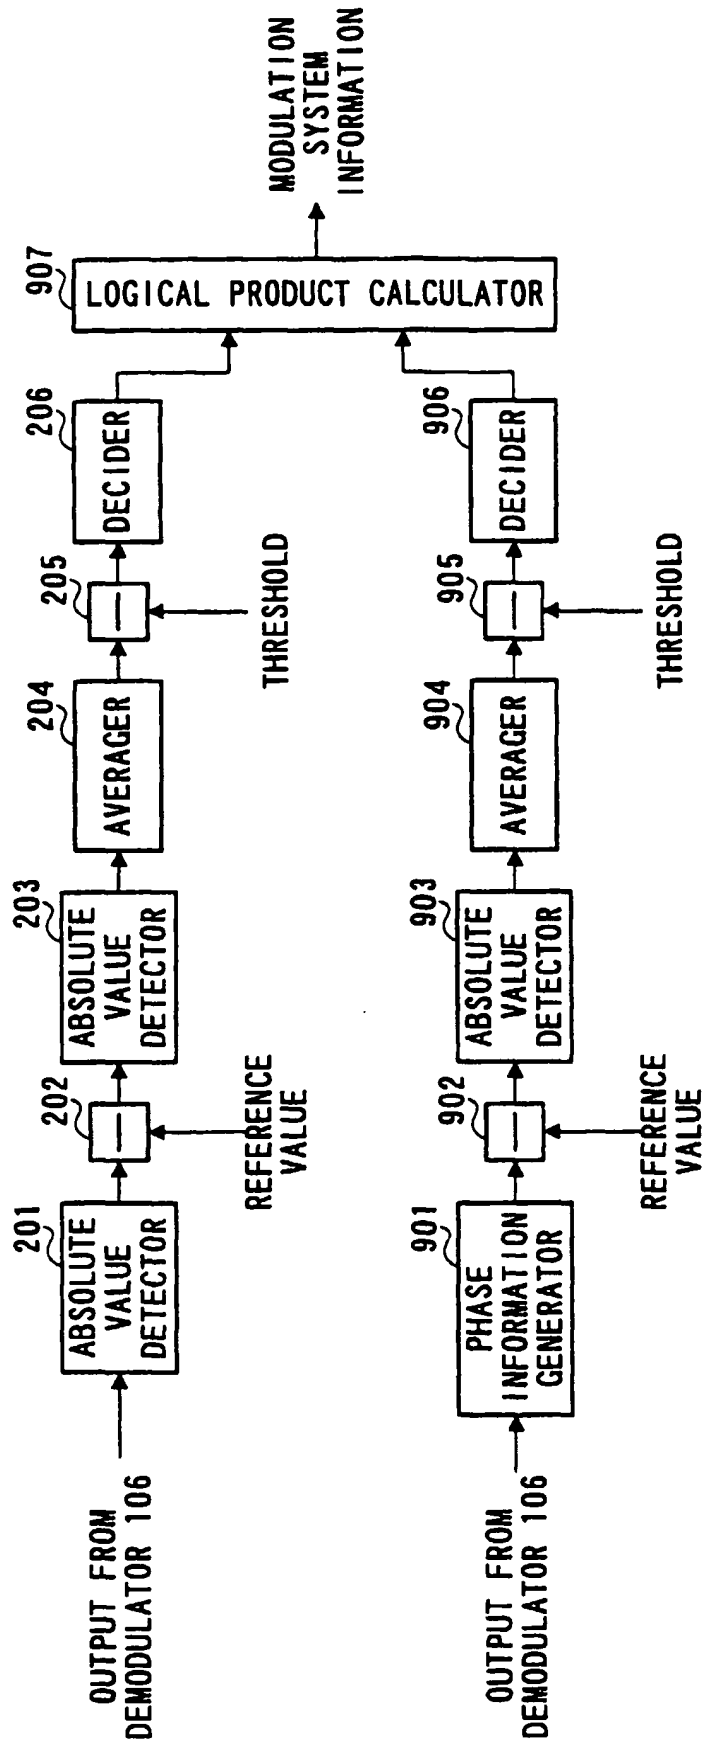 OUTPUT FROM
DEMODULATOR 106
201
ABSOLUTE
VALUE
DETECTOR
202
REFERENCE
VALUE
203
ABSOLUTE
VALUE
DETECTOR
204
AVERAGER
205
THRESHOLD
206
DECIDER
OUTPUT FROM
DEMODULATOR 106
901
PHASE
INFORMATION
GENERATOR
902
REFERENCE
VALUE
903
ABSOLUTE
VALUE
DETECTOR
904
AVERAGER
905
THRESHOLD
906
DECIDER
907
LOGICAL PRODUCT CALCULATOR
MODULATION
SYSTEM
INFORMATION